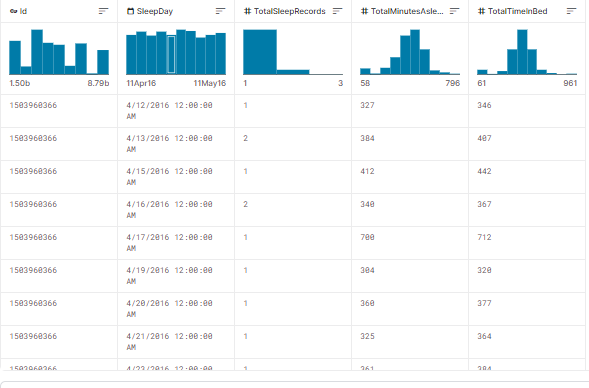 Id SleepDay TotalSleepRecords TotalMinutesAsle... TotalTimeInBed
1.50b 8.79b 11Apr16 11May16 1 3 58 796 61 961
1503960366 4/12/2016 12:00:00 1 327 346
AM
1503960366 4/13/2016 12:00:00 2 384 407
AM
1503960366 4/15/2016 12:00:00 1 412 442
AM
1503960366 4/16/2016 12:00:00 2 340 367
AM
1503960366 4/17/2016 12:00:00 1 700 712
AM
1503960366 4/19/2016 12:00:00 1 304 320
AM
1503960366 4/20/2016 12:00:00 1 360 377
AM
1503960366 4/21/2016 12:00:00 1 325 364
AM
1503960366 4/23/2016 12:00:00 1 361 384